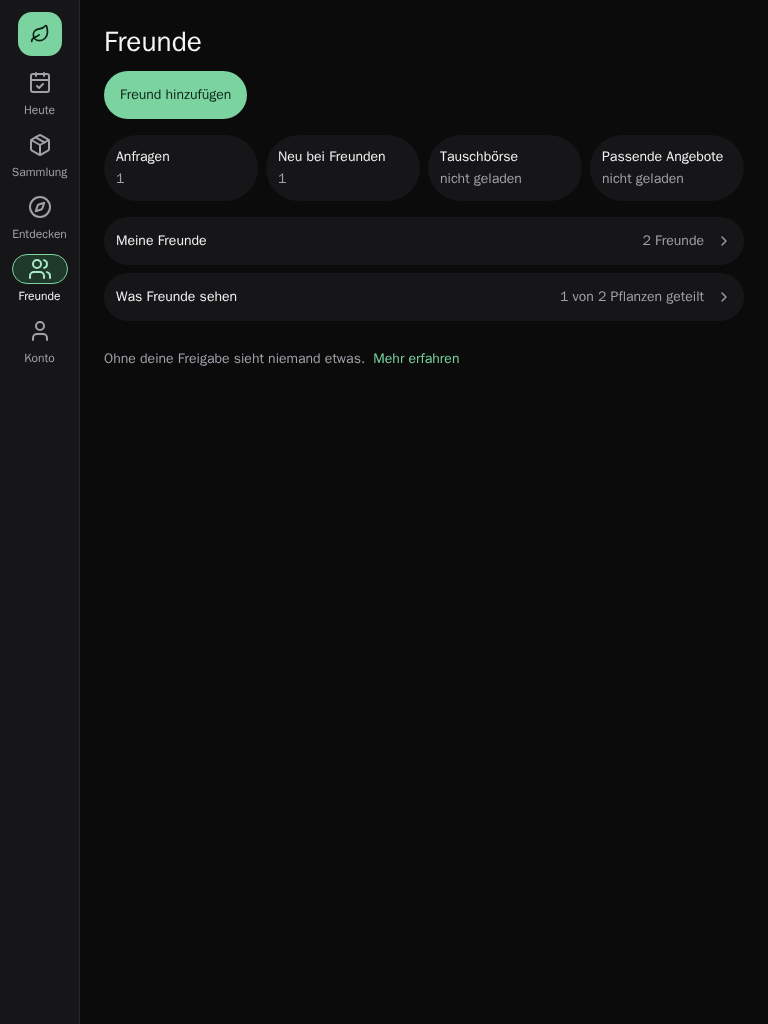 Freunde
Freund hinzufügen
Anfragen
1
Neu bei Freunden
1
Tauschbörse
nicht geladen
Passende Angebote
nicht geladen
Meine Freunde
2 Freunde
Was Freunde sehen
1 von 2 Pflanzen geteilt
Ohne deine Freigabe sieht niemand etwas. Mehr erfahren
Heute
Sammlung
Entdecken
Freunde
Konto